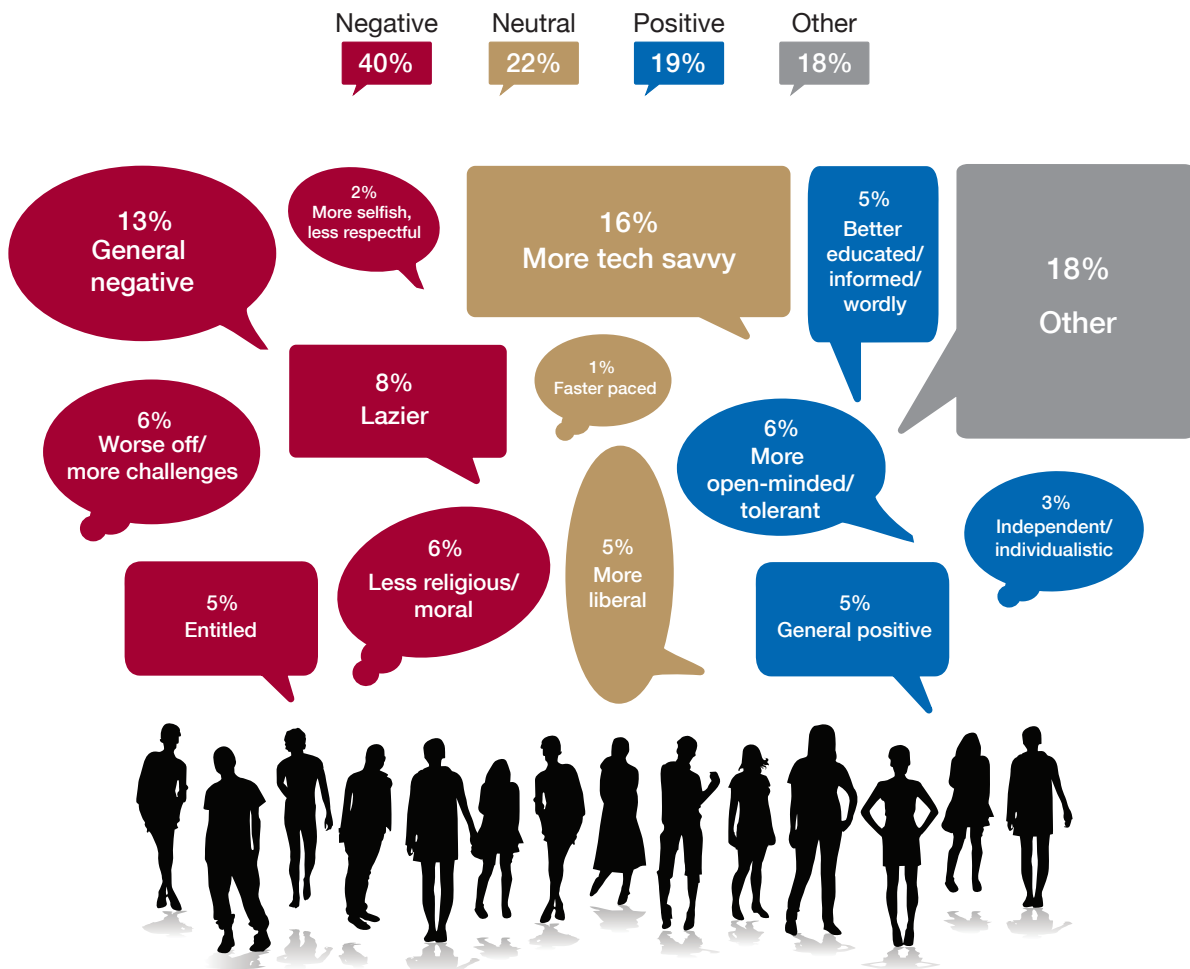 Negative
Neutral
Positive
Other
40%
22%
19%
18%
13%
General
negative
2%
More selfish,
less respectful
16%
More tech savvy
5%
Better
educated/
informed/
wordly
18%
Other
6%
Worse off/
more challenges
8%
Lazier
1%
Faster paced
6%
More
open-minded/
tolerant
3%
Independent/
individualistic
5%
Entitled
6%
Less religious/
moral
5%
More
liberal
5%
General positive